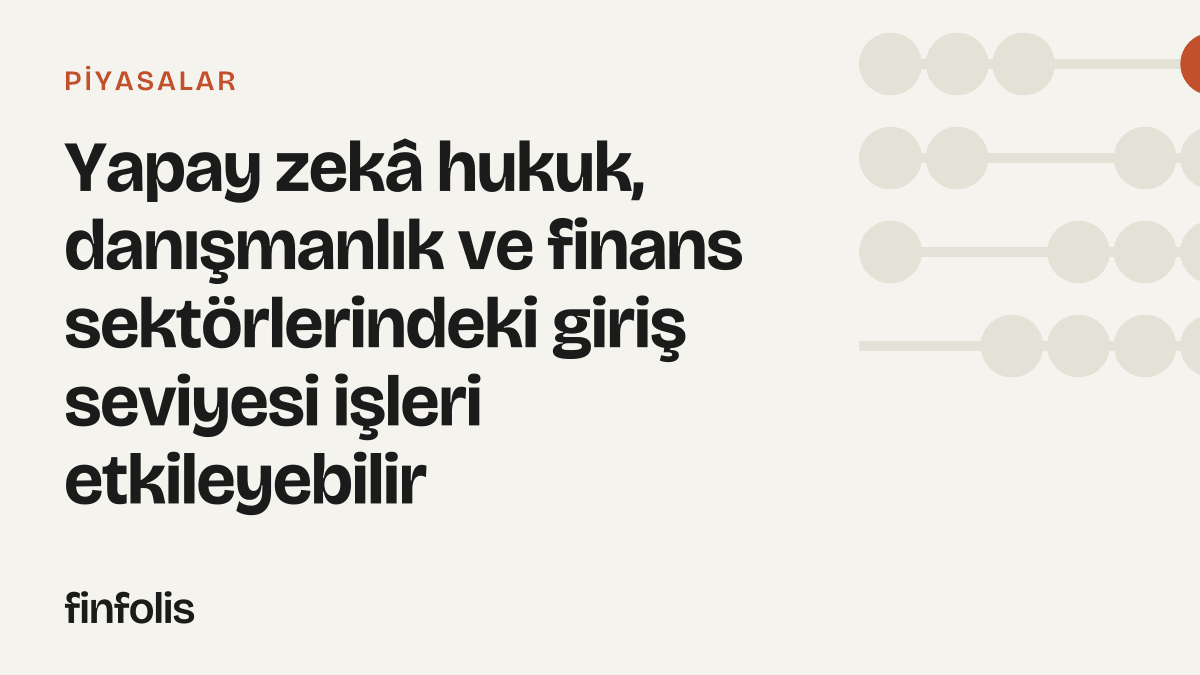 PİYASALAR
Yapay zekâ hukuk,
danışmanlık ve finans
sektörlerindeki giriş
seviyesi işleri
etkileyebilir
finfolis